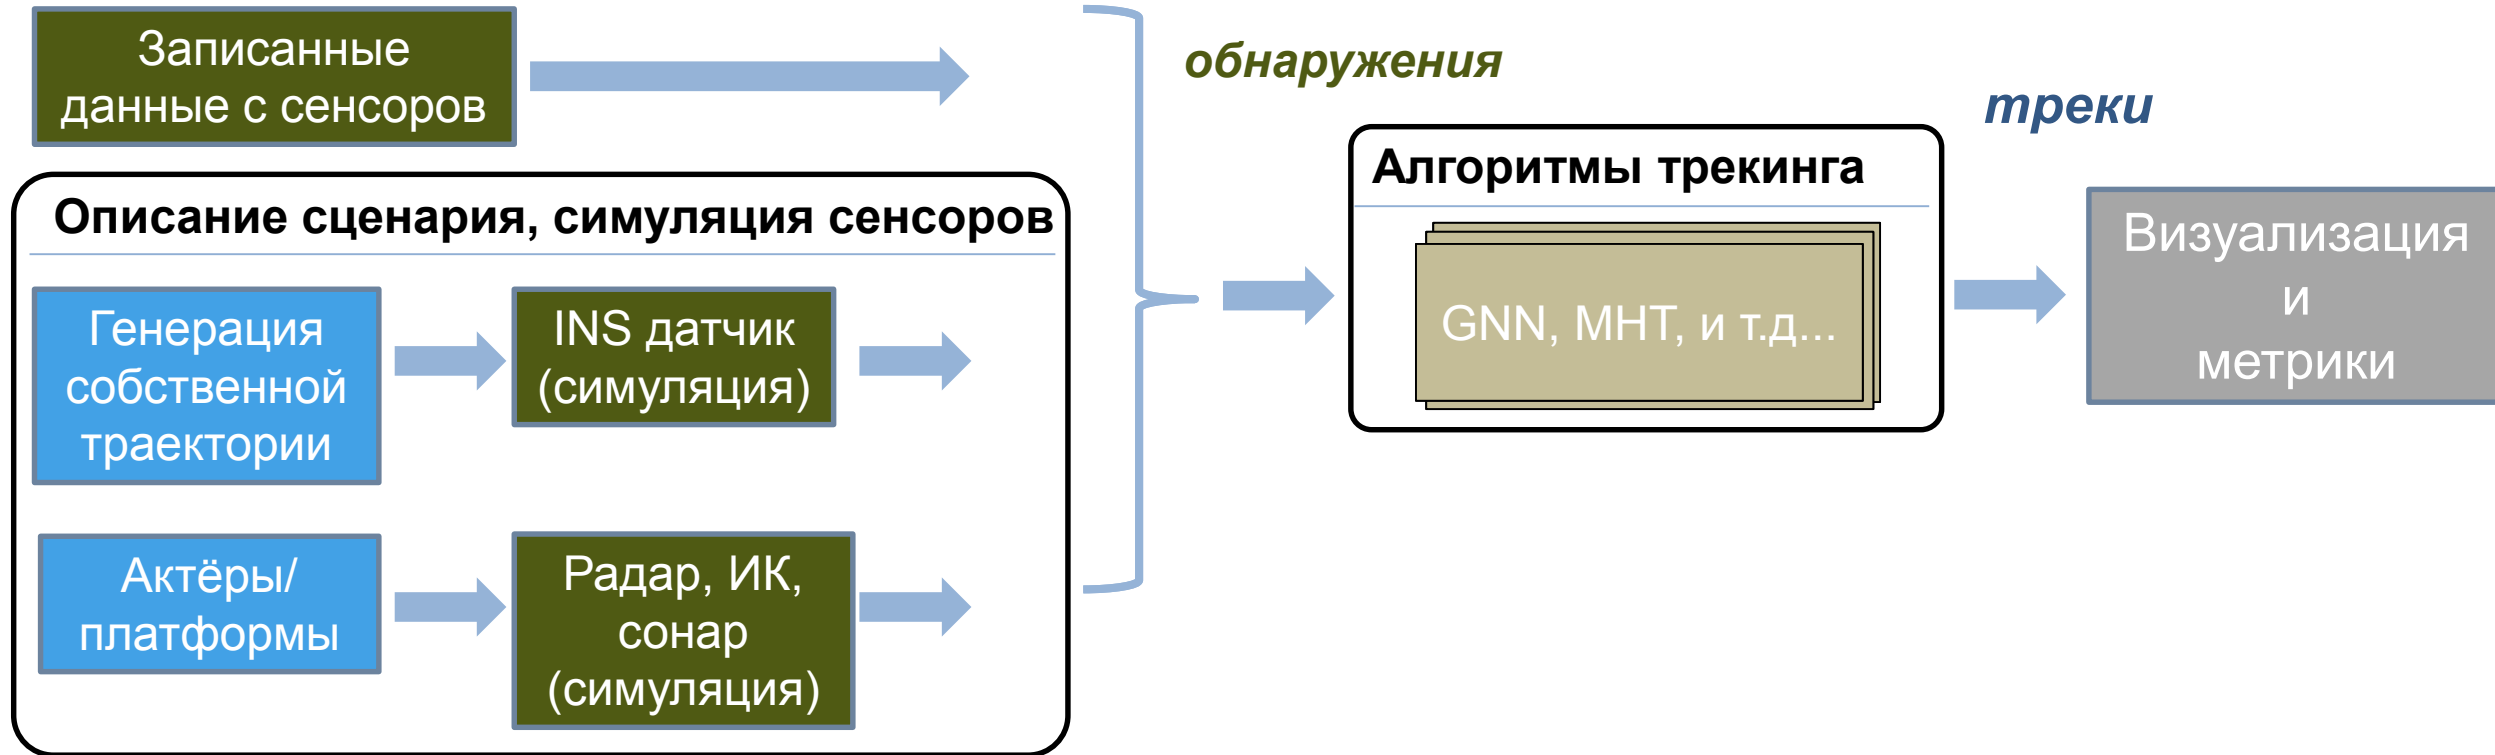 Записанные
данные с сенсоров
обнаружения
треки
Описание сценария, симуляция сенсоров
Генерация
собственной
траектории
INS датчик
(симуляция)
Актёры/
платформы
Радар, ИК,
сонар
(симуляция)
Алгоритмы трекинга
GNN, MHT, и т.д...
Визуализация
и
метрики